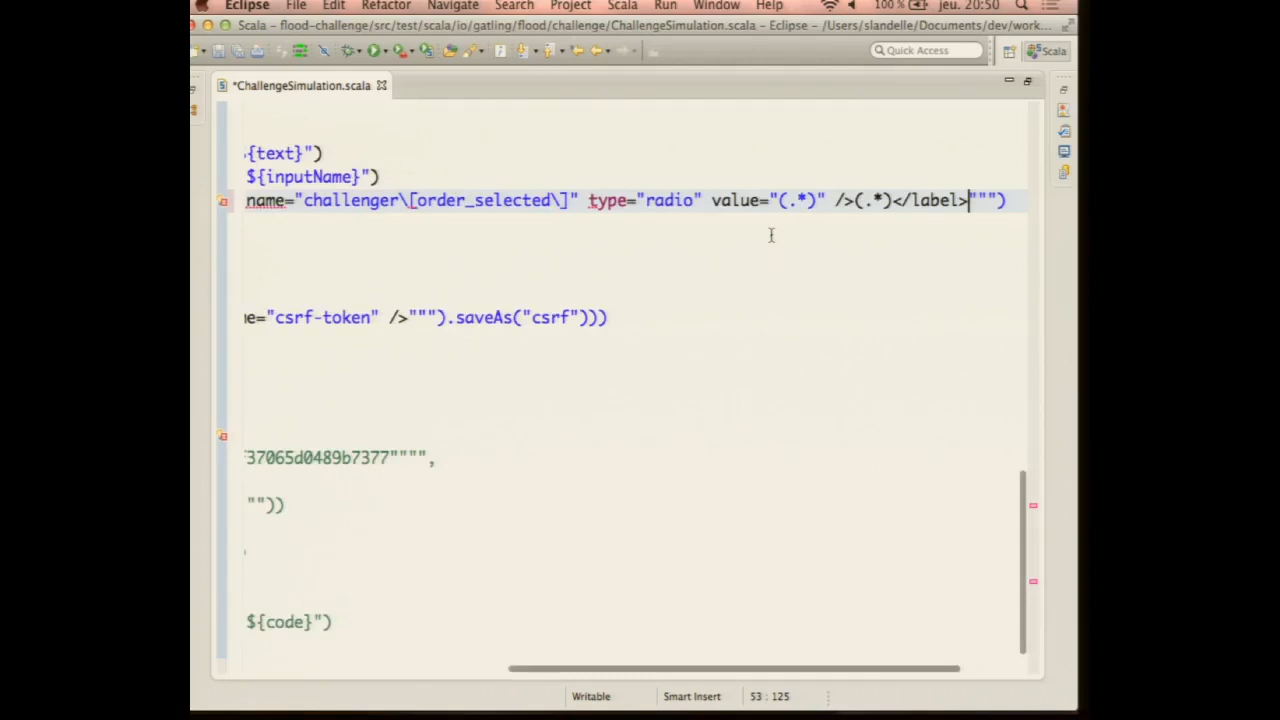 Eclipse File Edit Refactor Navigate Search Project Scala Run Window Help 100 % jeu. 20:50
Scala - flood-challenge/src/test/scala/io/gatling/flood/challenge/ChallengeSimulation.scala - Eclipse - /Users/slandelle/Documents/dev/work...
Quick Access Scala
*ChallengeSimulation.scala
{text}")
${inputName}")
name="challenger\[order_selected\]" type="radio" value="(.*)" />(.*)</label>""")
e="csrf-token" />""").saveAs("csrf")))
37065d0489b7377"""",
""))
${code}")
Writable Smart Insert 53 : 125